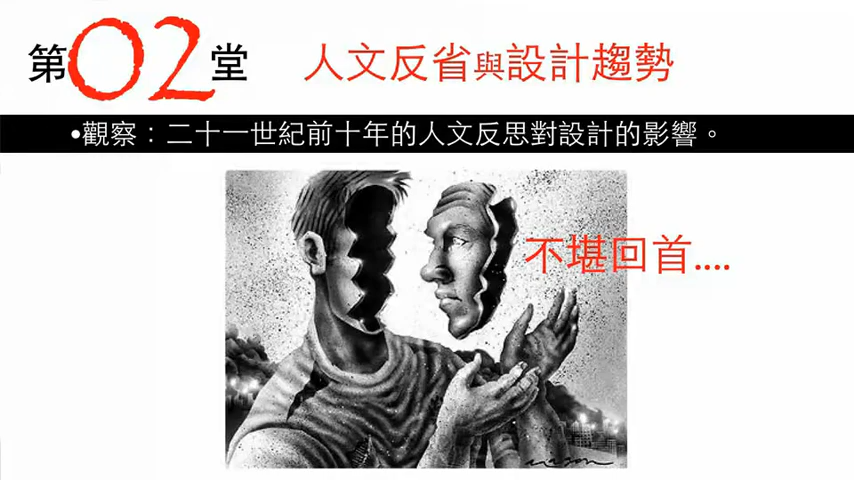 第02堂 人文反省與設計趨勢
•觀察：二十一世紀前十年的人文反思對設計的影響。
不堪回首....